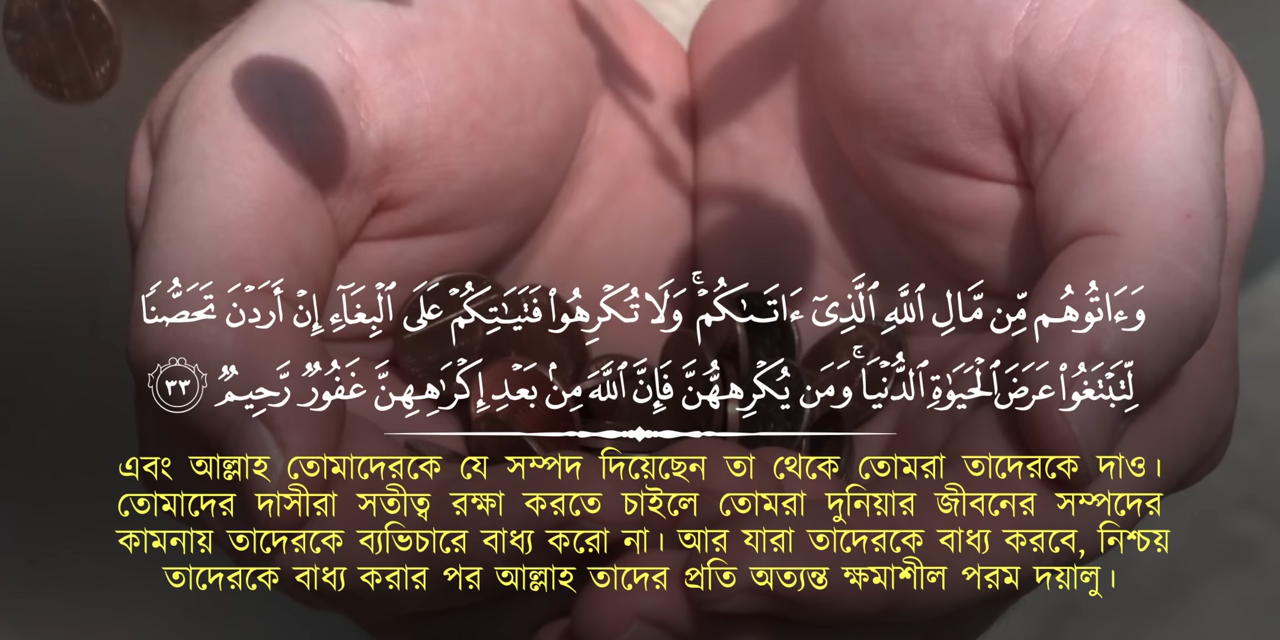 وَءَاتُوهُم مِّن مَّالِ ٱللَّهِ ٱلَّذِىٓ ءَاتَىٰكُمْ ۚ وَلَا تُكْرِهُوا۟ فَتَيَـٰتِكُمْ عَلَى ٱلْبِغَآءِ إِنْ أَرَدْنَ تَحَصُّنًا
لِّتَبْتَغُوا۟ عَرَضَ ٱلْحَيَوٰةِ ٱلدُّنْيَا ۚ وَمَن يُكْرِههُّنَّ فَإِنَّ ٱللَّهَ مِنۢ بَعْدِ إِكْرَٰهِهِنَّ غَفُورٌ رَّحِيمٌ ٣٣
এবং আল্লাহ তোমাদেরকে যে সম্পদ দিয়েছেন তা থেকে তোমরা তাদেরকে দাও।
তোমাদের দাসীরা সতীত্ব রক্ষা করতে চাইলে তোমরা দুনিয়ার জীবনের সম্পদের
কামনায় তাদেরকে ব্যভিচারে বাধ্য করো না। আর যারা তাদেরকে বাধ্য করবে, নিশ্চয়
তাদেরকে বাধ্য করার পর আল্লাহ তাদের প্রতি অত্যন্ত ক্ষমাশীল পরম দয়ালু।